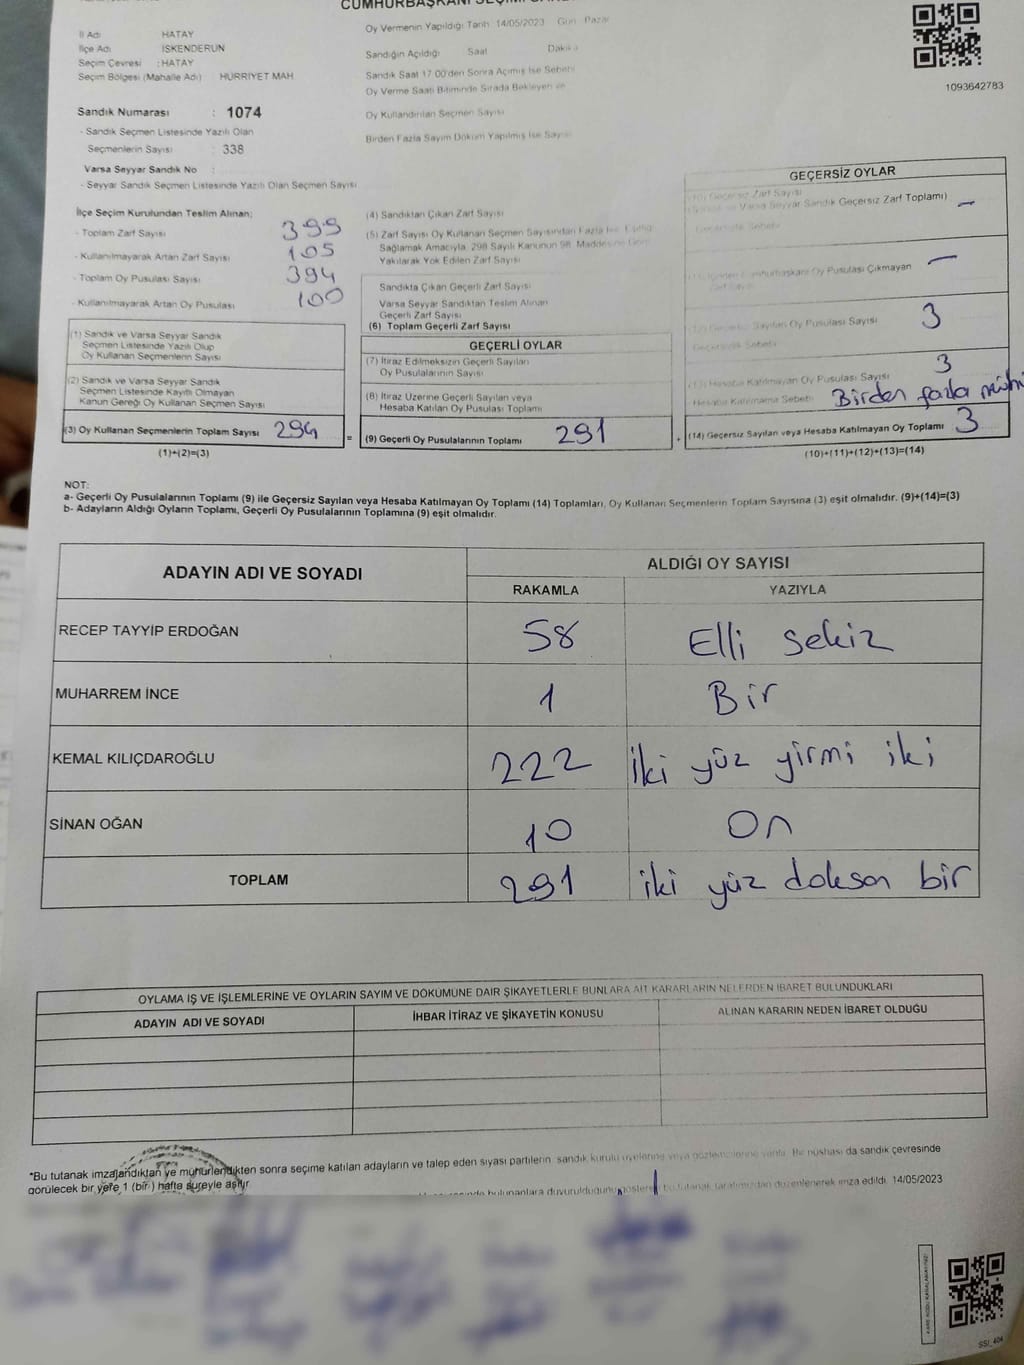 CUMHURBAŞKANI
Oy Vermenin Yapıldığı Tarih 14/05/2023 Gün Pazar
İl Adı HATAY
İlçe Adı İSKENDERUN
Seçim Çevresi : HATAY
Seçim Bölgesi (Mahalle Adı) HÜRRİYET MAH
Sandığın Açıldığı Saat Dakika
Sandık Saat 17:00'den Sonra Açılmış İse Sebebi
Oy Verme Saati Bitiminde Sırada Bekleyen ve
Oy Kullandırılan Seçmen Sayısı
Birden Fazla Sayım Döküm Yapılmış İse Sayısı
1093642783
Sandık Numarası : 1074
- Sandık Seçmen Listesinde Yazılı Olan
Seçmenlerin Sayısı : 338
Varsa Seyyar Sandık No :
- Seyyar Sandık Seçmen Listesinde Yazılı Olan Seçmen Sayısı
İlçe Seçim Kurulundan Teslim Alınan;
- Toplam Zarf Sayısı 399
- Kullanılmayarak Artan Zarf Sayısı 105
- Toplam Oy Pusulası Sayısı 394
- Kullanılmayarak Artan Oy Pusulası 100
(1) Sandık ve Varsa Seyyar Sandık
Seçmen Listesinde Yazılı Olup
Oy Kullanan Seçmenlerin Sayısı
(2) Sandık ve Varsa Seyyar Sandık
Seçmen Listesinde Kayıtlı Olmayan
Kanun Gereği Oy Kullanan Seçmen Sayısı
(3) Oy Kullanan Seçmenlerin Toplam Sayısı 294
(1)+(2)=(3)
(4) Sandıktan Çıkan Zarf Sayısı
(5) Zarf Sayısı Oy Kullanan Seçmen Sayısından Fazla İse
Sağlamak Amacıyla, 298 Sayılı Kanunun 98. Maddesine Göre
Yakılarak Yok Edilen Zarf Sayısı
Sandıkta Çıkan Geçerli Zarf Sayısı
Varsa Seyyar Sandıktan Teslim Alınan
Geçerli Zarf Sayısı
(6) Toplam Geçerli Zarf Sayısı
GEÇERLİ OYLAR
(7) İtiraz Edilmeksizin Geçerli Sayılan
Oy Pusulalarının Sayısı
(8) İtiraz Üzerine Geçerli Sayılan veya
Hesaba Katılan Oy Pusulası Toplamı
= (9) Geçerli Oy Pusulalarının Toplamı 291 +
GEÇERSİZ OYLAR
(10) Geçersiz Zarf Sayısı
(Sandık ve Varsa Seyyar Sandık Geçersiz Zarf Toplamı) –
Geçersizlik Sebebi
(11) İçinden Cumhurbaşkanı Oy Pusulası Çıkmayan –
Zarf Sayısı
(12) Geçersiz Sayılan Oy Pusulası Sayısı 3
Geçersizlik Sebebi
(13) Hesaba Katılmayan Oy Pusulası Sayısı 3
Hesaba Katılmama Sebebi Birden fazla
(14) Geçersiz Sayılan veya Hesaba Katılmayan Oy Toplamı 3
(10)+(11)+(12)+(13)=(14)
NOT:
a- Geçerli Oy Pusulalarının Toplamı (9) ile Geçersiz Sayılan veya Hesaba Katılmayan Oy Toplamı (14) Toplamları, Oy Kullanan Seçmenlerin Toplam Sayısına (3) eşit olmalıdır. (9)+(14)=(3)
b- Adayların Aldığı Oyların Toplamı, Geçerli Oy Pusulalarının Toplamına (9) eşit olmalıdır.
ADAYIN ADI VE SOYADI ALDIĞI OY SAYISI
RAKAMLA YAZIYLA
RECEP TAYYİP ERDOĞAN 58 Elli sekiz
MUHARREM İNCE 1 Bir
KEMAL KILIÇDAROĞLU 222 iki yüz yirmi iki
SİNAN OĞAN 10 On
TOPLAM 291 iki yüz doksan bir
OYLAMA İŞ VE İŞLEMLERİNE VE OYLARIN SAYIM VE DÖKÜMÜNE DAİR ŞİKAYETLERLE BUNLARA AİT KARARLARIN NELERDEN İBARET BULUNDUKLARI
ADAYIN ADI VE SOYADI İHBAR İTİRAZ VE ŞİKAYETİN KONUSU ALINAN KARARIN NEDEN İBARET OLDUĞU
*Bu tutanak imzalandıktan ve mühürlendikten sonra seçime katılan adayların ve talep eden siyasi partilerin sandık kurulu üyelerine veya gözlemcilerine verilir. Bir nüshası da sandık çevresinde
görülecek bir yere 1 (bir) hafta süreyle asılır.
bulunanlara duyurulduğunu gösteren bu tutanak tarafımızdan düzenlenerek imza edildi. 14/05/2023
SSI_404